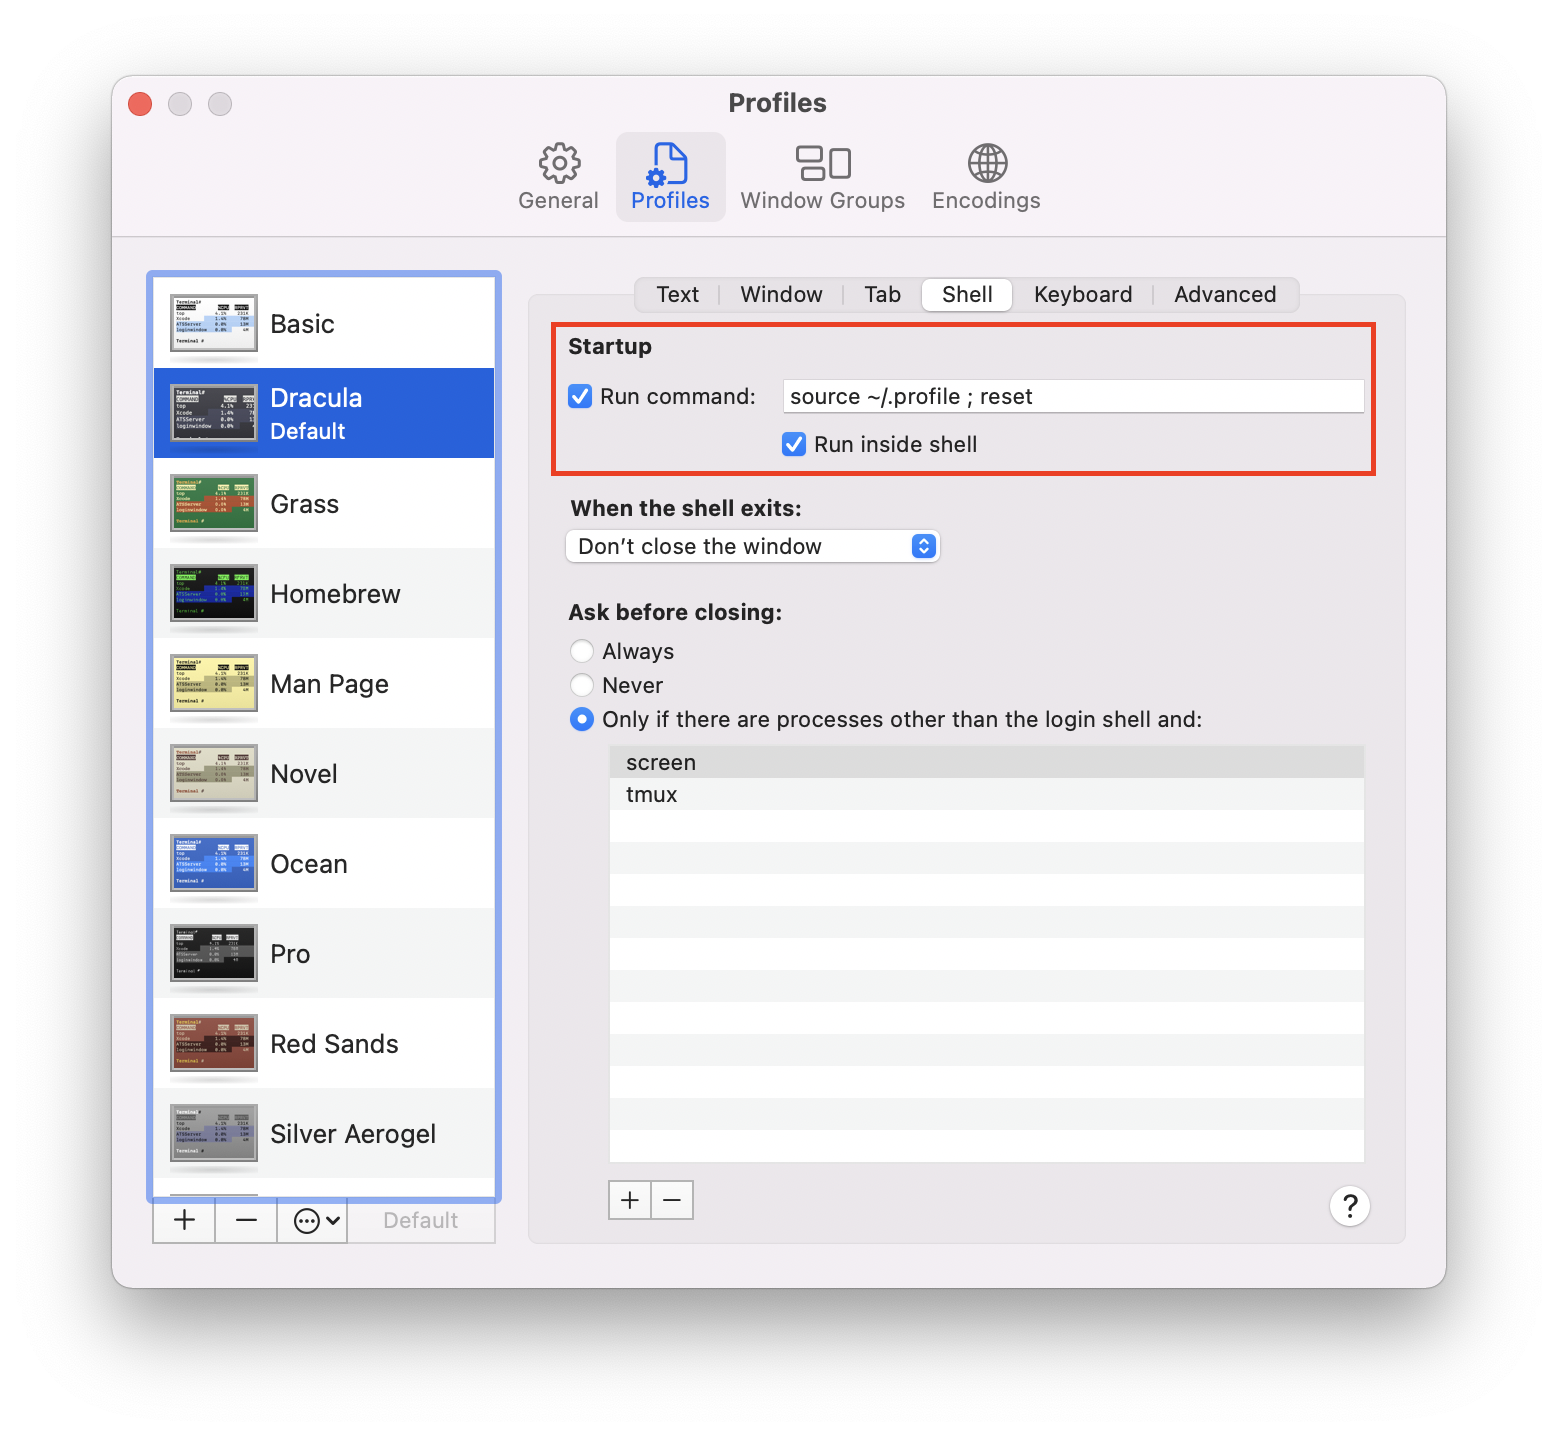 Profiles
General
Profiles
Window Groups
Encodings
Basic
Dracula
Default
Grass
Homebrew
Man Page
Novel
Ocean
Pro
Red Sands
Silver Aerogel
Default
Text
Window
Tab
Shell
Keyboard
Advanced
Startup
Run command: source ~/.profile ; reset
Run inside shell
When the shell exits:
Don’t close the window
Ask before closing:
Always
Never
Only if there are processes other than the login shell and:
screen
tmux
?